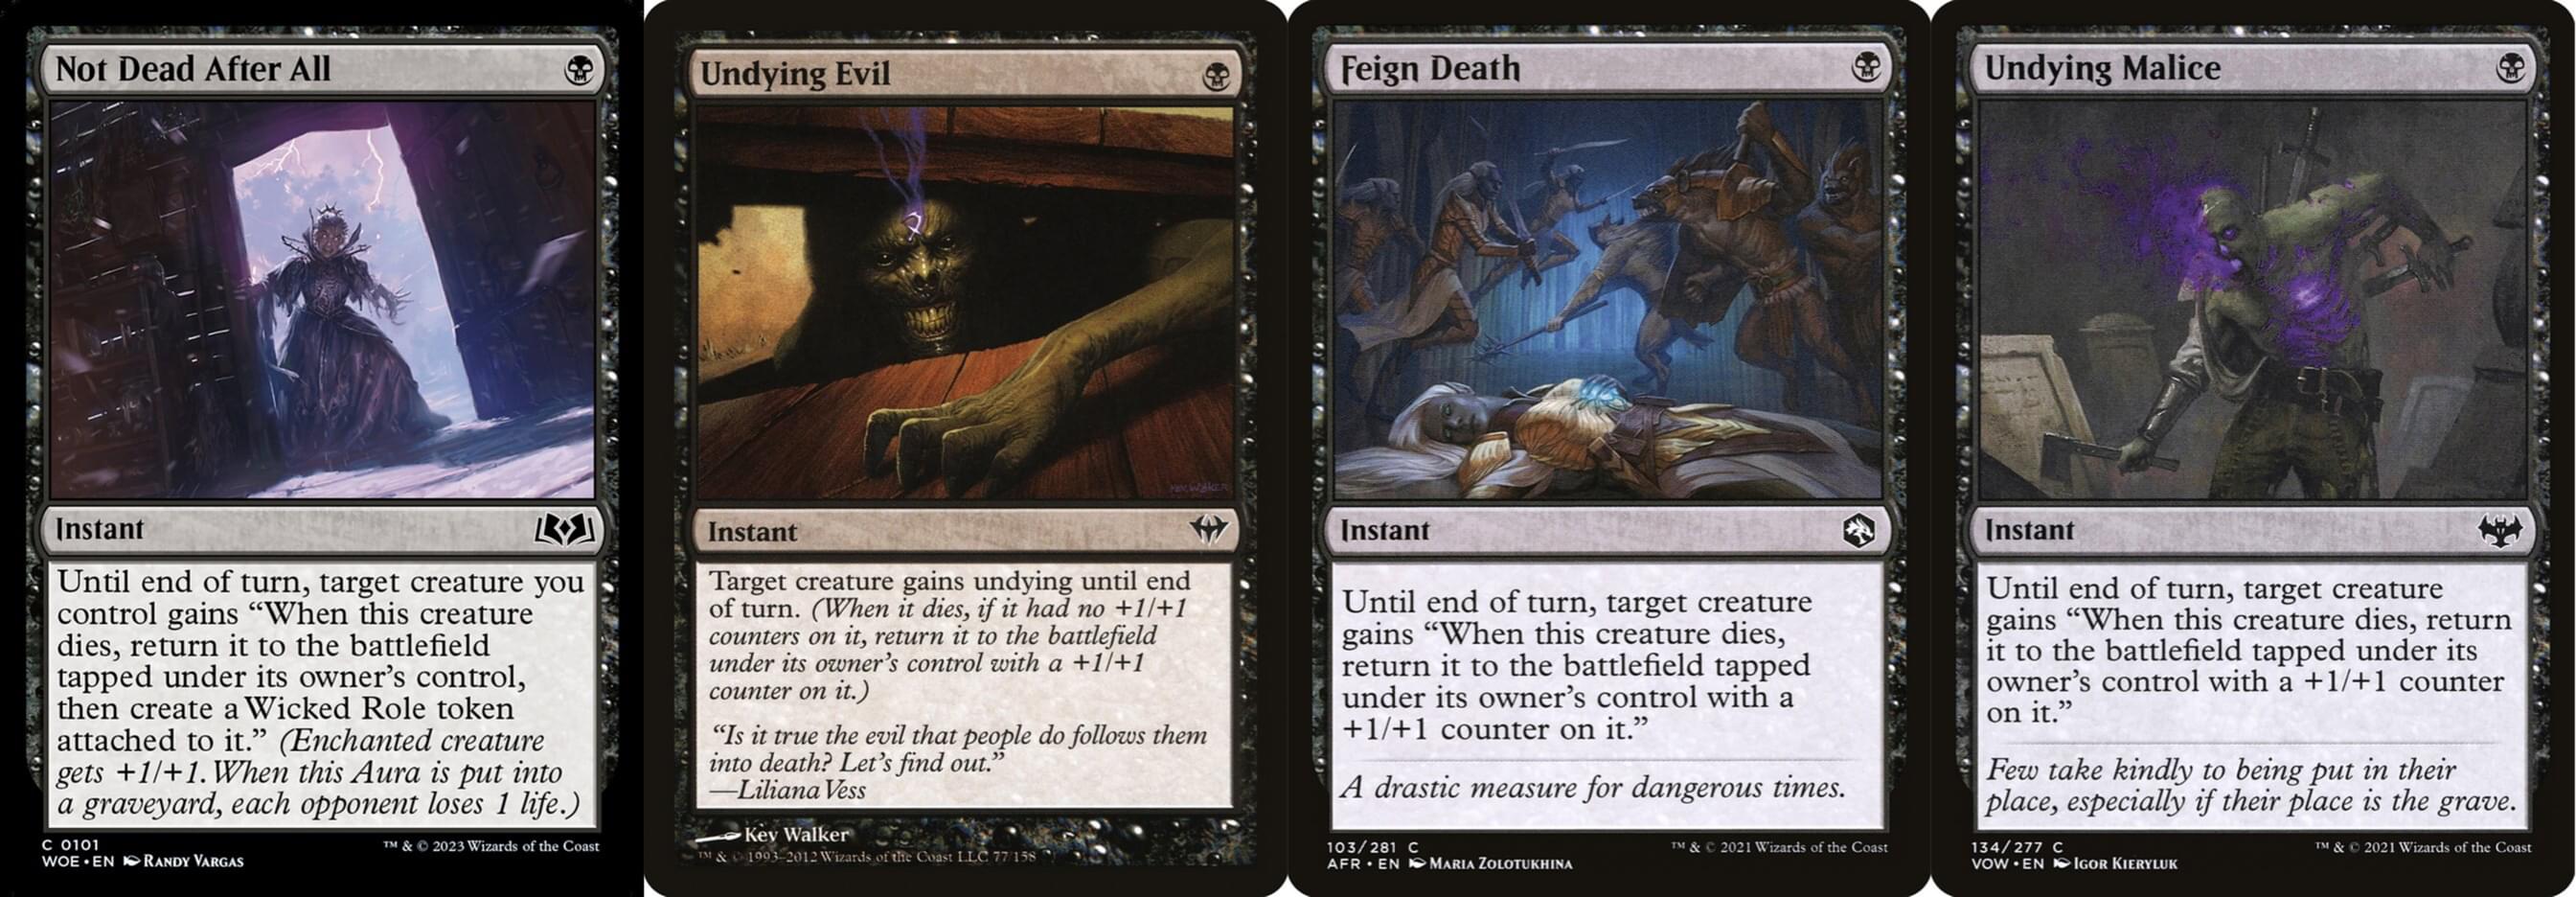 Not Dead After All
Instant
Until end of turn, target creature you
control gains “When this creature
dies, return it to the battlefield
tapped under its owner’s control,
then create a Wicked Role token
attached to it.” (Enchanted creature
gets +1/+1. When this Aura is put into
a graveyard, each opponent loses 1 life.)
C 0101
WOE • EN RANDY VARGAS
™ & © 2023 Wizards of the Coast
Undying Evil
KEV WALKER
Instant
Target creature gains undying until end
of turn. (When it dies, if it had no +1/+1
counters on it, return it to the battlefield
under its owner’s control with a +1/+1
counter on it.)
“Is it true the evil that people do follows them
into death? Let’s find out.”
—Liliana Vess
Kev Walker
™ & © 1993–2012 Wizards of the Coast LLC 77/158
Feign Death
Instant
Until end of turn, target creature
gains “When this creature dies,
return it to the battlefield tapped
under its owner’s control with a
+1/+1 counter on it.”
A drastic measure for dangerous times.
103/281 C
AFR • EN MARIA ZOLOTUKHINA
™ & © 2021 Wizards of the Coast
Undying Malice
Instant
Until end of turn, target creature
gains “When this creature dies, return
it to the battlefield tapped under its
owner’s control with a +1/+1 counter
on it.”
Few take kindly to being put in their
place, especially if their place is the grave.
134/277 C
VOW • EN IGOR KIERYLUK
™ & © 2021 Wizards of the Coast